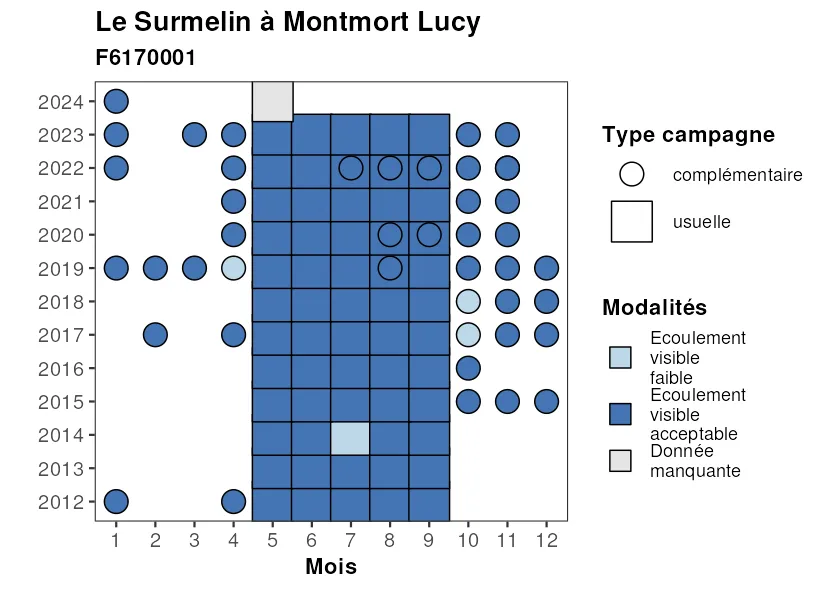 Le Surmelin à Montmort Lucy
F6170001
2024
2023
2022
2021
2020
2019
2018
2017
2016
2015
2014
2013
2012
1 2 3 4 5 6 7 8 9 10 11 12
Mois
Type campagne
complémentaire
usuelle
Modalités
Ecoulement
visible
faible
Ecoulement
visible
acceptable
Donnée
manquante